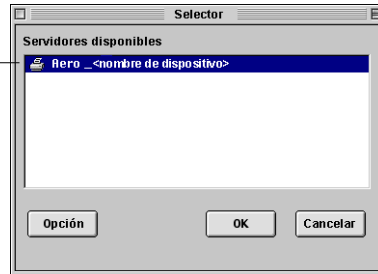 Selector
Servidores disponibles
Aero _<nombre de dispositivo>
Opción OK Cancelar